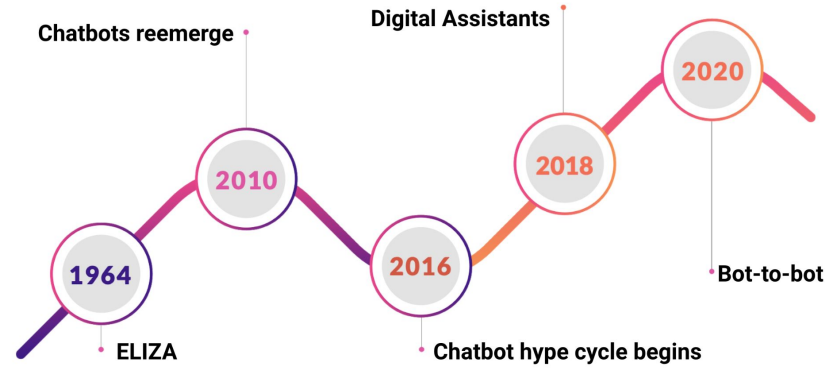 Chatbots reemerge
Digital Assistants
2020
2010
2018
1964
2016
Bot-to-bot
ELIZA
Chatbot hype cycle begins